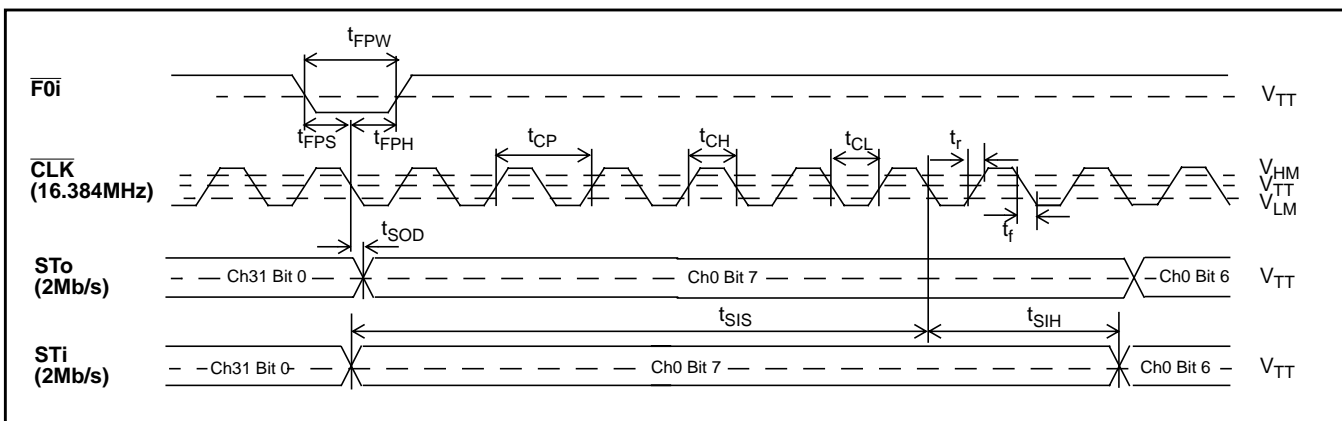 tFPW
F0i
VTT
tFPS
tFPH
tCP
tCH
tCL
tr
CLK
(16.384MHz)
VHM
VTT
VLM
tf
tSOD
STo
(2Mb/s)
Ch31 Bit 0
Ch0 Bit 7
Ch0 Bit 6
VTT
tSIS
tSIH
STi
(2Mb/s)
Ch31 Bit 0
Ch0 Bit 7
Ch0 Bit 6
VTT